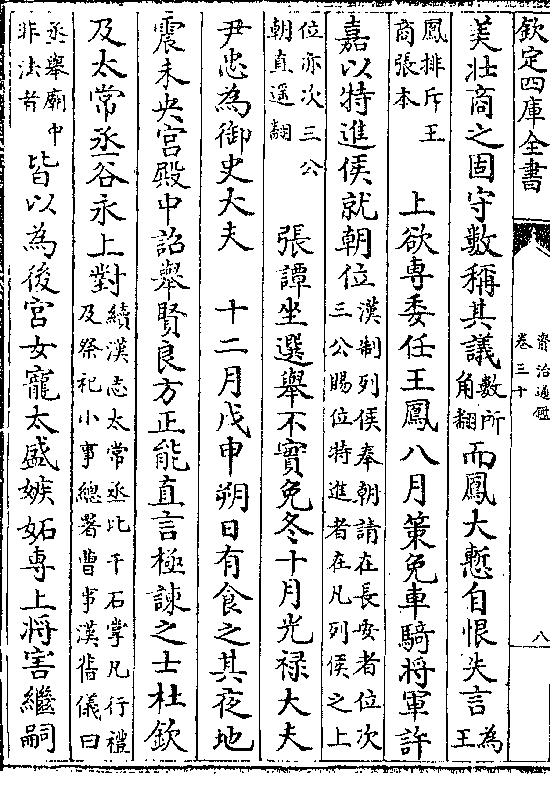 欽定四庫全書
資治通鑑
卷三十
八
美壯商之固守數稱其議數所角翻而鳳大慙自恨失言為王
鳳排斥王商張本　上欲專委任王鳳八月策免車騎將軍許
嘉以特進侯就朝位漢制列侯奉朝請在長安者位次三公賜位特進者在凡列侯之上
位亦次三公朝直遥翻　張譚坐選舉不實免冬十月光禄大夫
尹忠為御史大夫　十二月戊申朔日有食之其夜地
震未央宫殿中詔舉賢良方正能直言極諫之士杜欽
及太常丞谷永上對續漢志太常丞比千石掌凡行禮及祭祀小事總署曹事漢舊儀曰
丞舉廟中非法者皆以為後宫女寵太盛嫉妬専上将害繼嗣